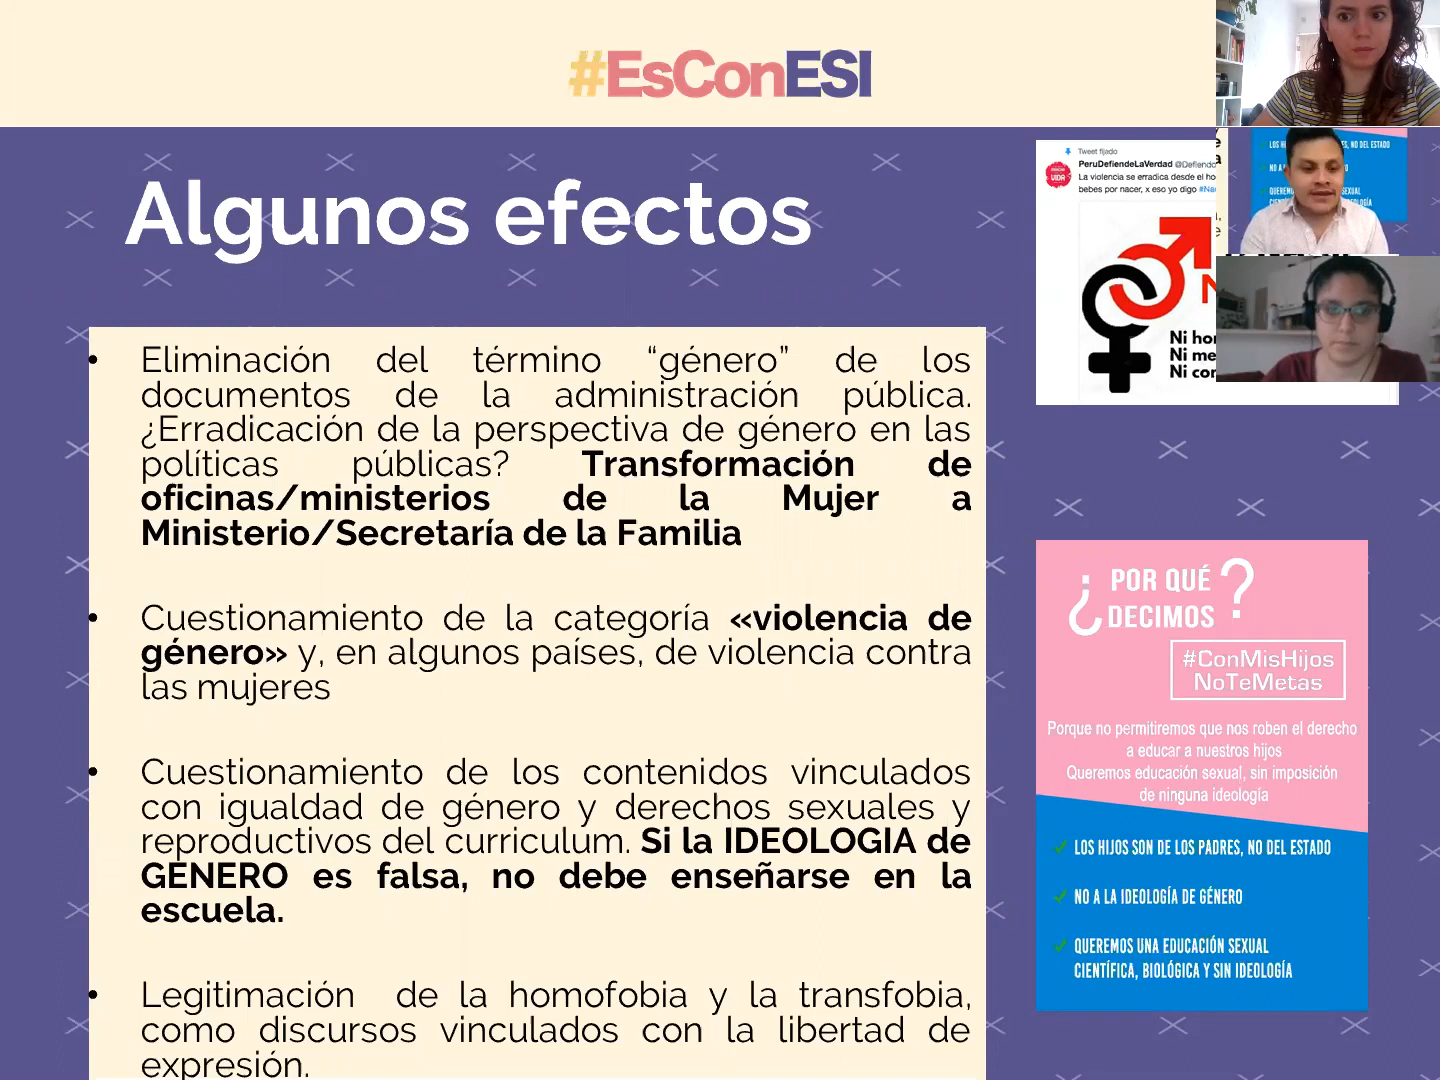 #EsConESI
Algunos efectos
• Eliminación del término “género” de los
documentos de la administración pública.
¿Erradicación de la perspectiva de género en las
políticas públicas? Transformación de
oficinas/ministerios de la Mujer a
Ministerio/Secretaría de la Familia
• Cuestionamiento de la categoría «violencia de
género» y, en algunos países, de violencia contra
las mujeres
• Cuestionamiento de los contenidos vinculados
con igualdad de género y derechos sexuales y
reproductivos del curriculum. Si la IDEOLOGIA de
GENERO es falsa, no debe enseñarse en la
escuela.
• Legitimación de la homofobia y la transfobia,
como discursos vinculados con la libertad de
expresión.
Tweet fijado
PeruDefiendeLaVerdad
La violencia se erradica desde el
bebes por nacer, x eso yo digo
VIDA
Ni
Ni
Ni
¿POR QUÉ
DECIMOS?
#ConMisHijos
NoTeMetas
Porque no permitiremos que nos roben el derecho
a educar a nuestros hijos
Queremos educación sexual, sin imposición
de ninguna ideología
LOS HIJOS SON DE LOS PADRES, NO DEL ESTADO
NO A LA IDEOLOGÍA DE GÉNERO
QUEREMOS UNA EDUCACIÓN SEXUAL
CIENTÍFICA, BIOLÓGICA Y SIN IDEOLOGÍA